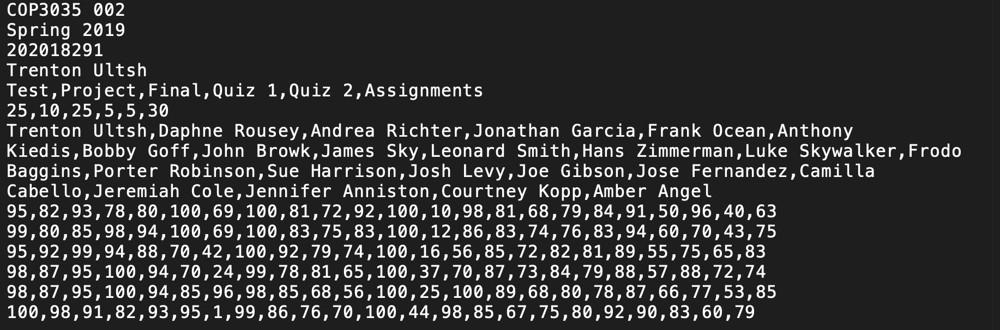 COP3035 002
Spring 2019
202018291
Trenton Ultsh
Test,Project,Final,Quiz 1,Quiz 2,Assignments
25,10,25,5,5,30
Trenton Ultsh,Daphne Rousey,Andrea Richter,Jonathan Garcia,Frank Ocean,Anthony
Kiedis,Bobby Goff,John Browk,James Sky,Leonard Smith,Hans Zimmerman,Luke Skywalker,Frodo
Baggins,Porter Robinson,Sue Harrison,Josh Levy,Joe Gibson,Jose Fernandez,Camilla
Cabello,Jeremiah Cole,Jennifer Anniston,Courtney Kopp,Amber Angel
95,82,93,78,80,100,69,100,81,72,92,100,10,98,81,68,79,84,91,50,96,40,63
99,80,85,98,94,100,69,100,83,75,83,100,12,86,83,74,76,83,94,60,70,43,75
95,92,99,94,88,70,42,100,92,79,74,100,16,56,85,72,82,81,89,55,75,65,83
98,87,95,100,94,70,24,99,78,81,65,100,37,70,87,73,84,79,88,57,88,72,74
98,87,95,100,94,85,96,98,85,68,56,100,25,100,89,68,80,78,87,66,77,53,85
100,98,91,82,93,95,1,99,86,76,70,100,44,98,85,67,75,80,92,90,83,60,79